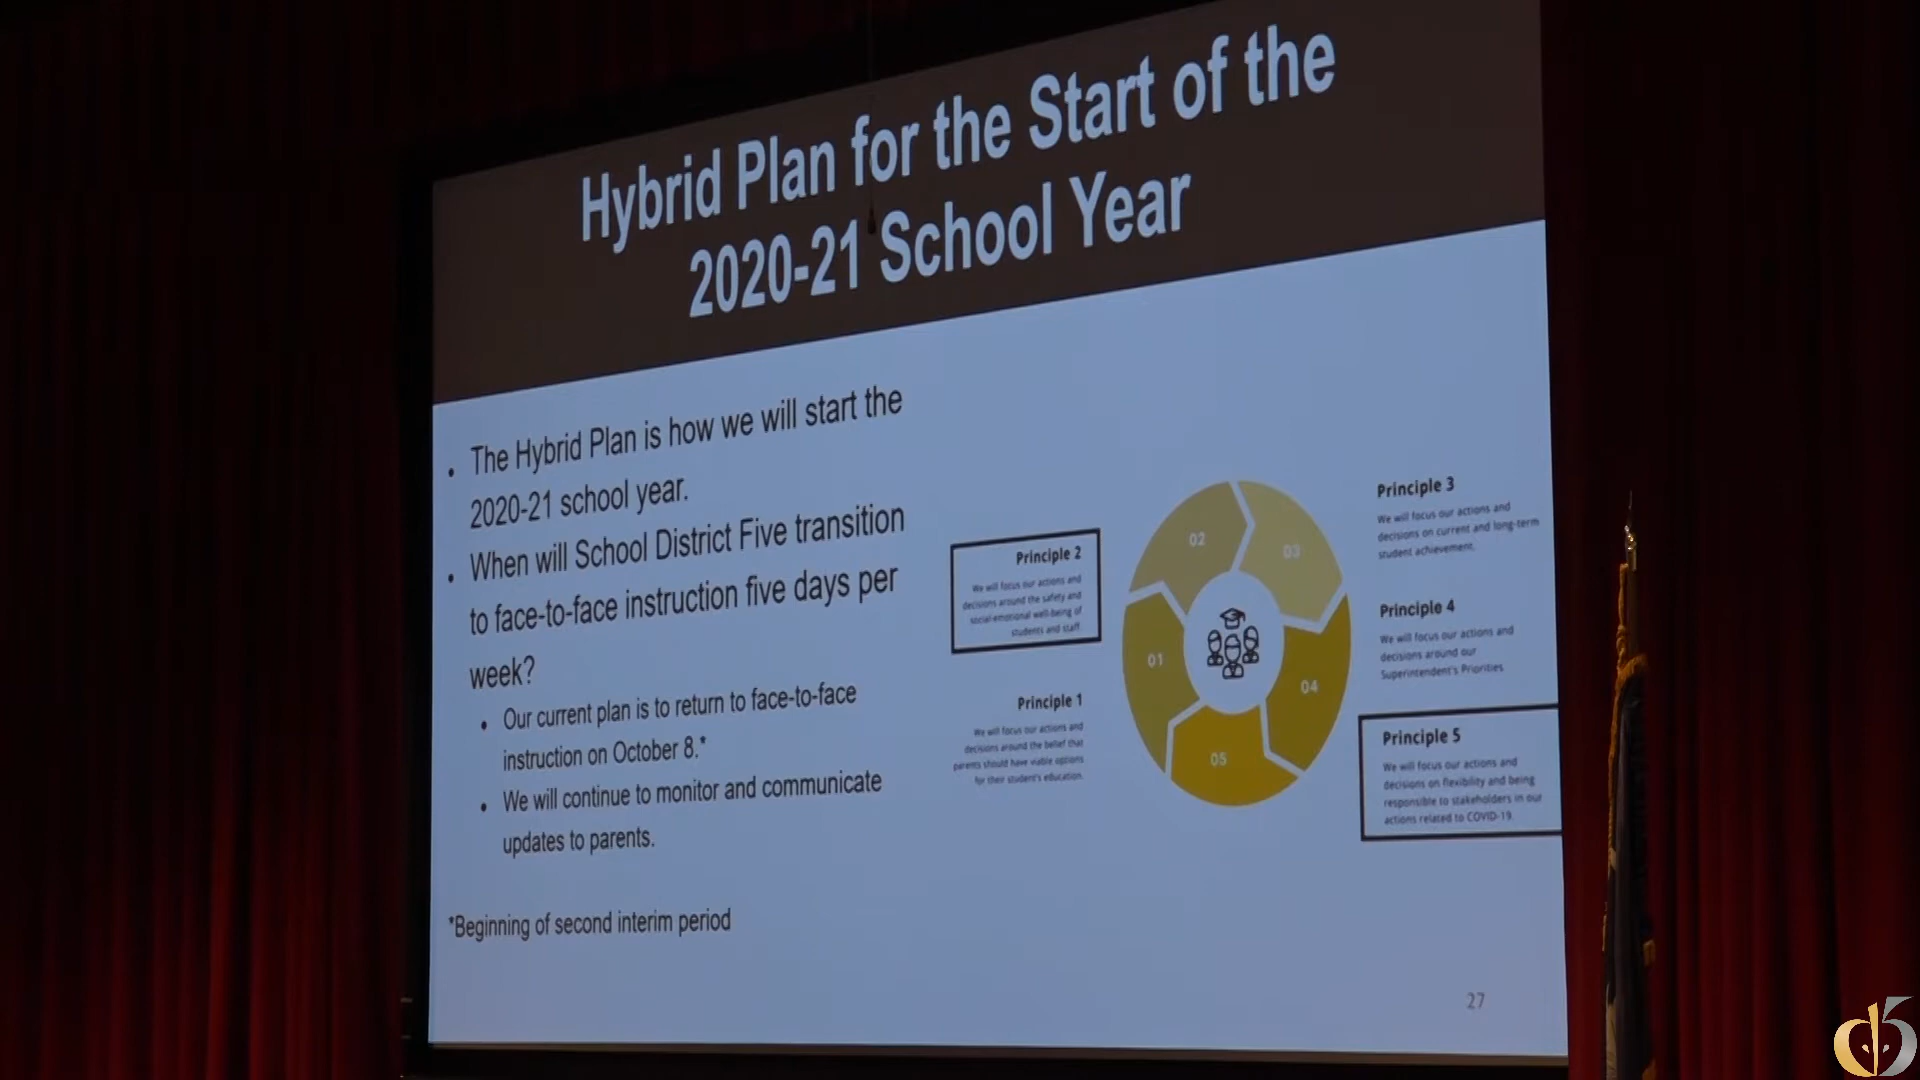 Hybrid Plan for the Start of the
2020-21 School Year
• The Hybrid Plan is how we will start the
2020-21 school year.
• When will School District Five transition
to face-to-face instruction five days per
week?
• Our current plan is to return to face-to-face
instruction on October 8.*
• We will continue to monitor and communicate
updates to parents.
*Beginning of second interim period
Principle 2
We will focus our actions and
decisions around the safety and
social-emotional well-being of
students and staff.
Principle 1
We will focus our actions and
decisions around the belief that
parents should have viable options
for their student's education.
02
03
01
04
05
Principle 3
We will focus our actions and
decisions on current and long-term
student achievement.
Principle 4
We will focus our actions and
decisions around our
Superintendent's Priorities
Principle 5
We will focus our actions and
decisions on flexibility and being
responsible to stakeholders in our
actions related to COVID-19.
27
d5